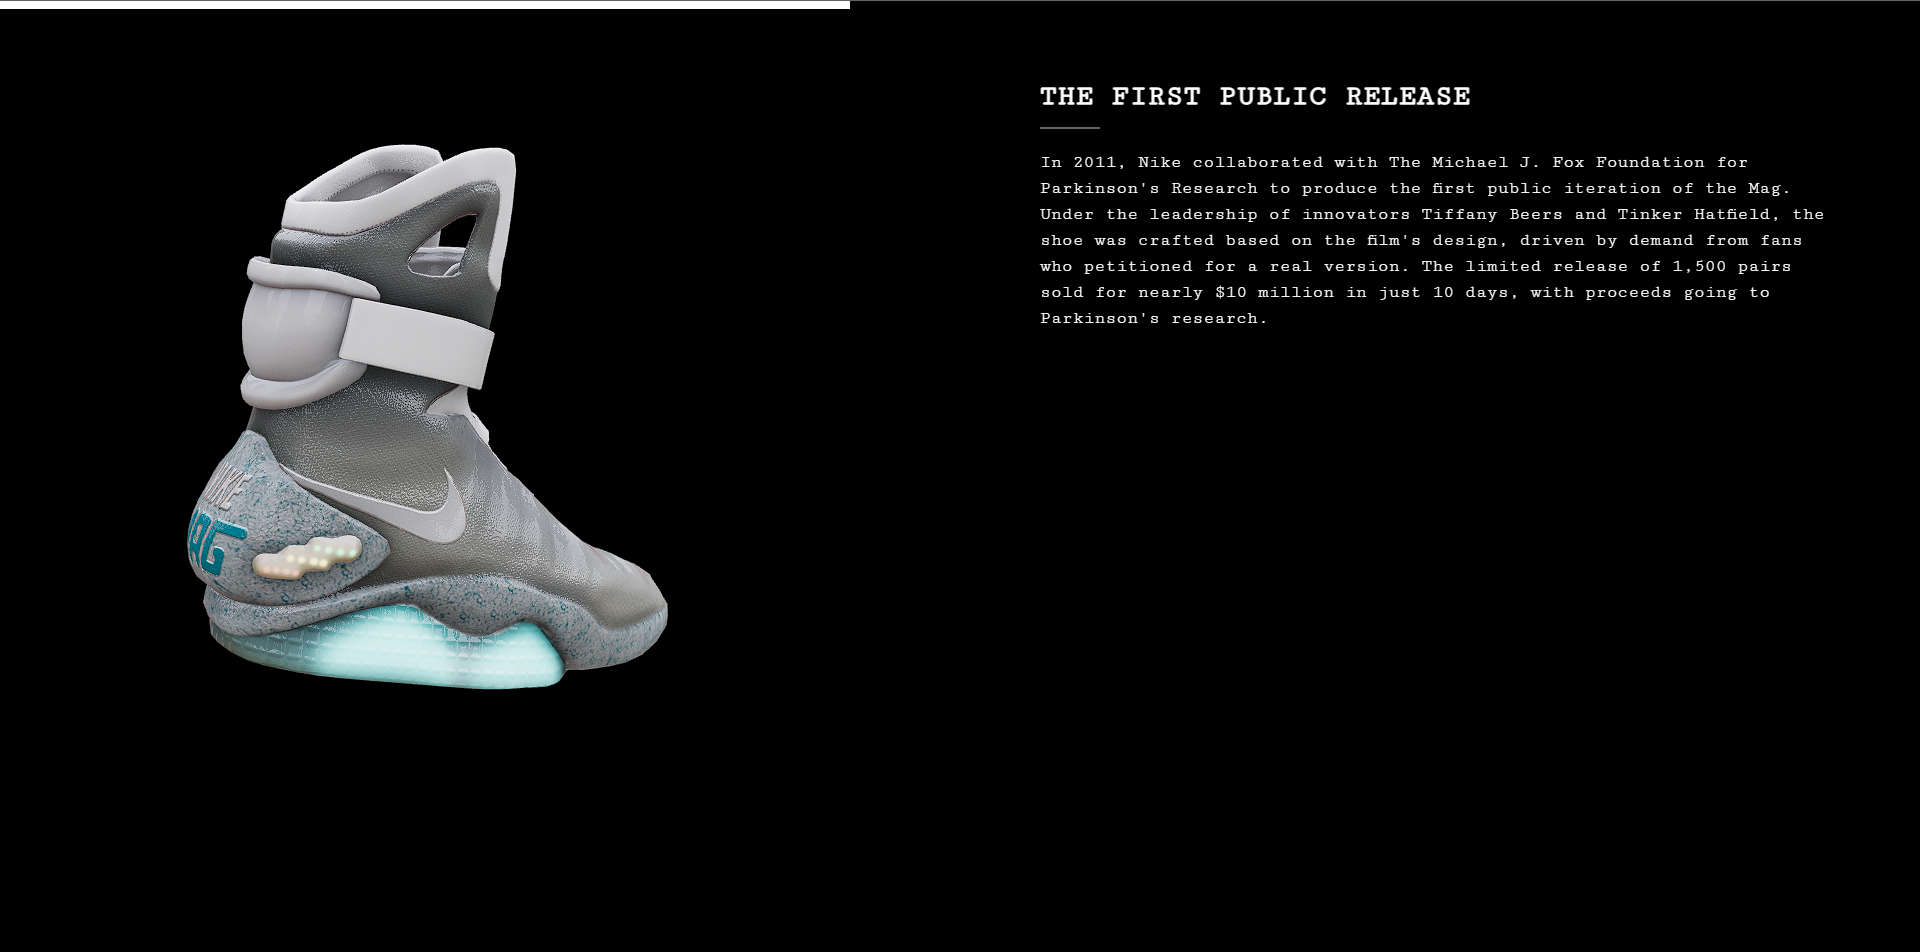 THE FIRST PUBLIC RELEASE
In 2011, Nike collaborated with The Michael J. Fox Foundation for
Parkinson's Research to produce the first public iteration of the Mag.
Under the leadership of innovators Tiffany Beers and Tinker Hatfield, the
shoe was crafted based on the film's design, driven by demand from fans
who petitioned for a real version. The limited release of 1,500 pairs
sold for nearly $10 million in just 10 days, with proceeds going to
Parkinson's research.
NIKE
MAG